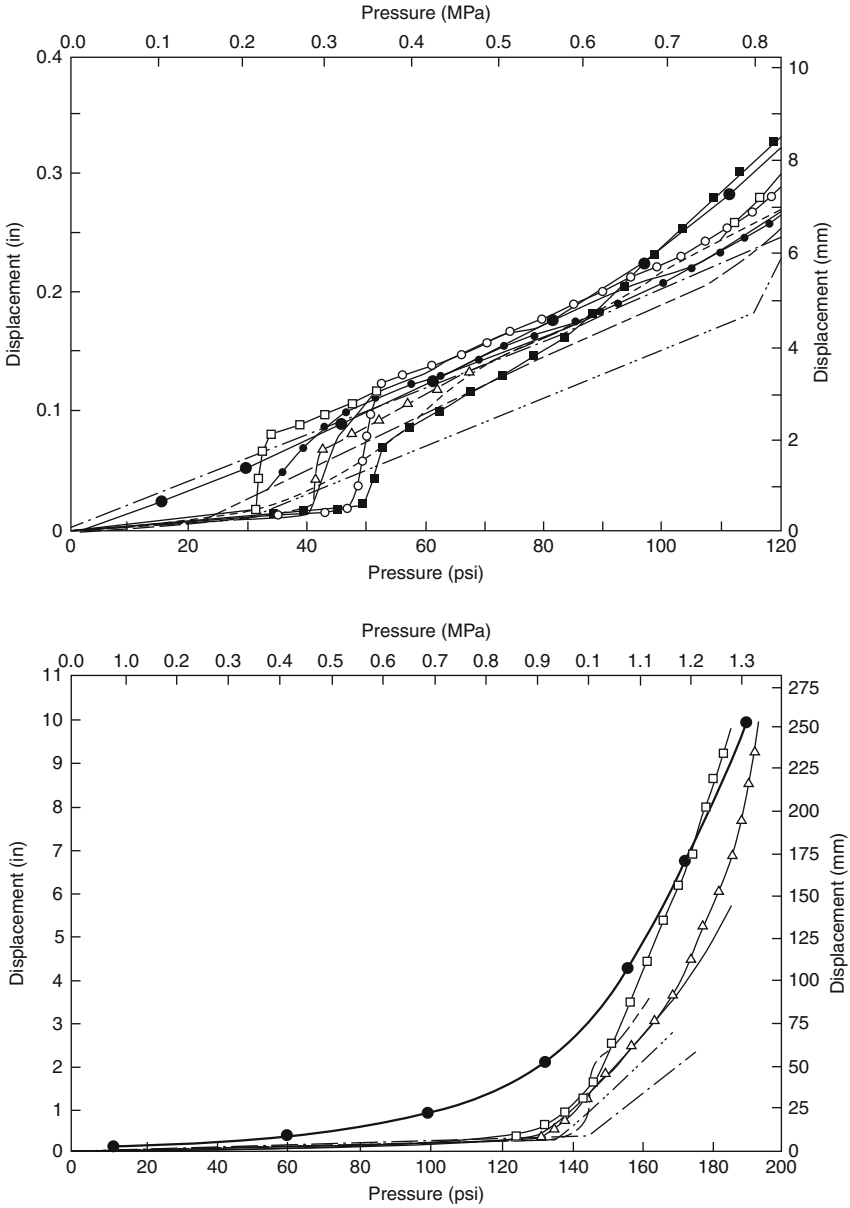 Pressure (MPa)
0.0 0.1 0.2 0.3 0.4 0.5 0.6 0.7 0.8
0.4
0.3
0.2
0.1
0
Displacement (in)
10
8
6
4
2
0
Displacement (mm)
0 20 40 60 80 100 120
Pressure (psi)
Pressure (MPa)
0.0 1.0 0.2 0.3 0.4 0.5 0.6 0.7 0.8 0.9 0.1 1.1 1.2 1.3
11
10
9
8
7
6
5
4
3
2
1
0
Displacement (in)
275
250
225
200
175
150
125
100
75
50
25
0
Displacement (mm)
0 20 40 60 80 100 120 140 160 180 200
Pressure (psi)